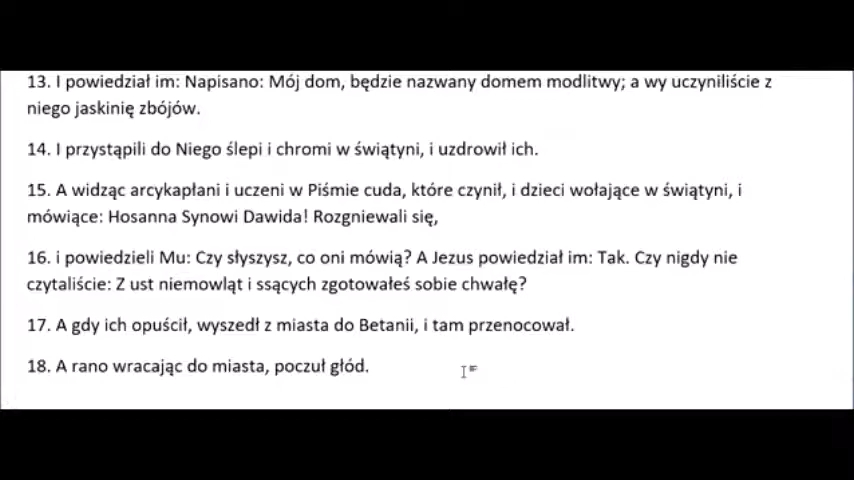 13. I powiedział im: Napisano: Mój dom, będzie nazwany domem modlitwy; a wy uczyniliście z
niego jaskinię zbójów.
14. I przystąpili do Niego ślepi i chromi w świątyni, i uzdrowił ich.
15. A widząc arcykapłani i uczeni w Piśmie cuda, które czynił, i dzieci wołające w świątyni, i
mówiące: Hosanna Synowi Dawida! Rozgniewali się,
16. i powiedzieli Mu: Czy słyszysz, co oni mówią? A Jezus powiedział im: Tak. Czy nigdy nie
czytaliście: Z ust niemowląt i ssących zgotowałeś sobie chwałę?
17. A gdy ich opuścił, wyszedł z miasta do Betanii, i tam przenocował.
18. A rano wracając do miasta, poczuł głód.